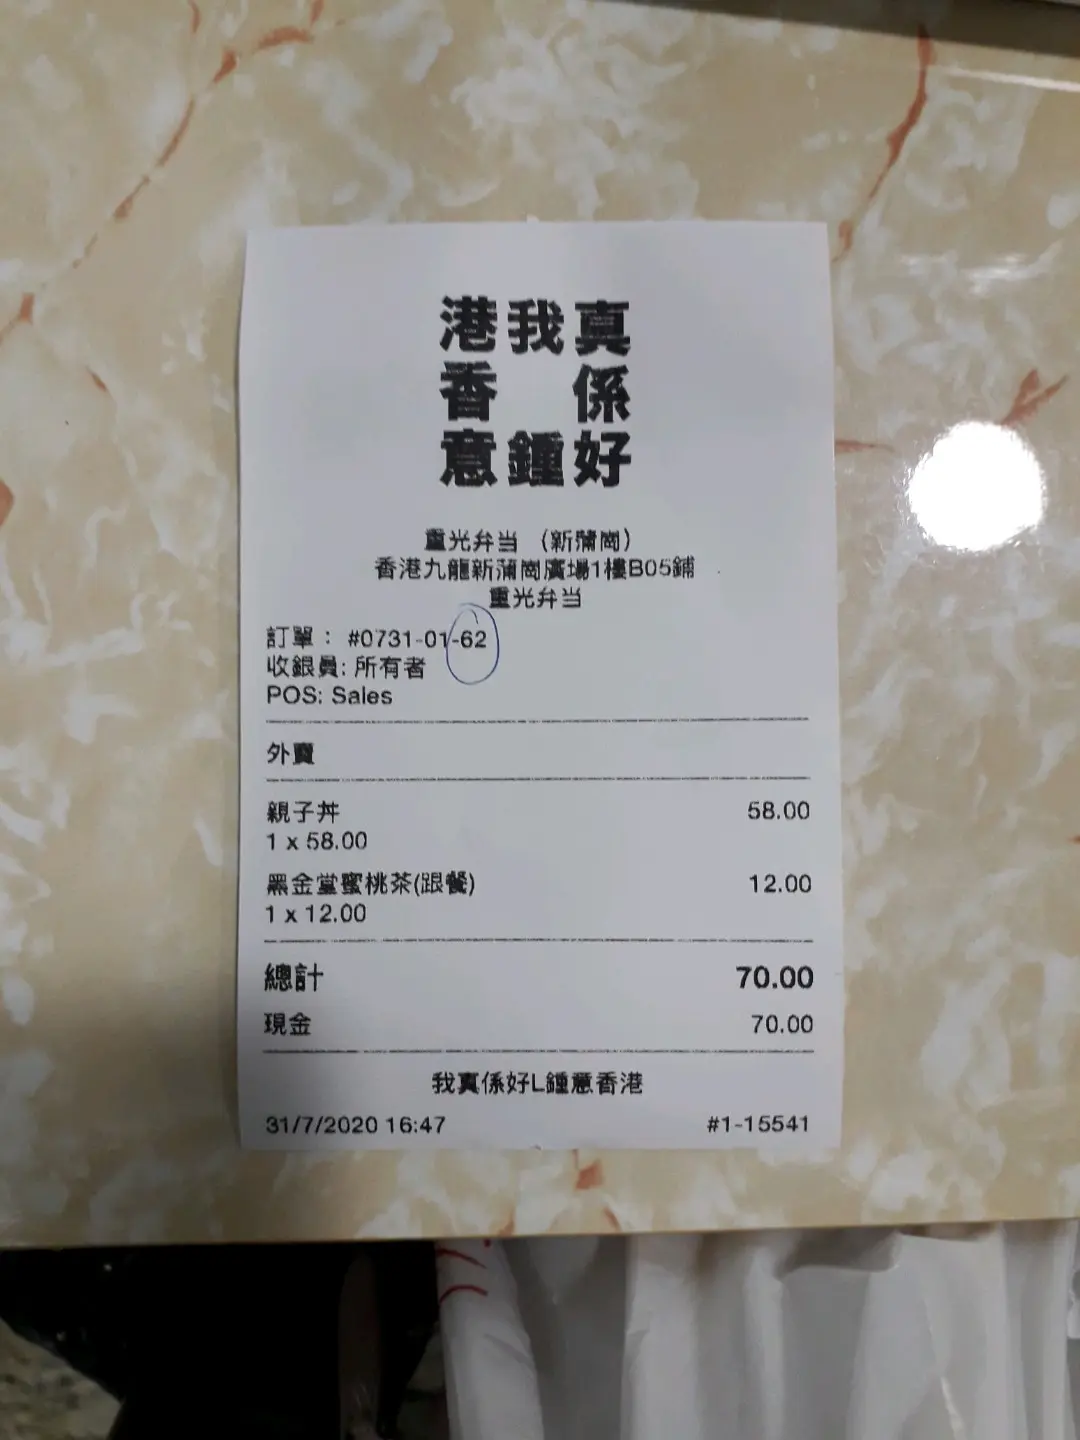 港我真
香　係
意鍾好
重光弁当 （新蒲崗）
香港九龍新蒲崗廣場1樓B05鋪
重光弁当
訂單： #0731-01-62
收銀員: 所有者
POS: Sales
外賣
親子丼 58.00
1 x 58.00
黑金堂蜜桃茶(跟餐) 12.00
1 x 12.00
總計 70.00
現金 70.00
我真係好L鍾意香港
31/7/2020 16:47 #1-15541